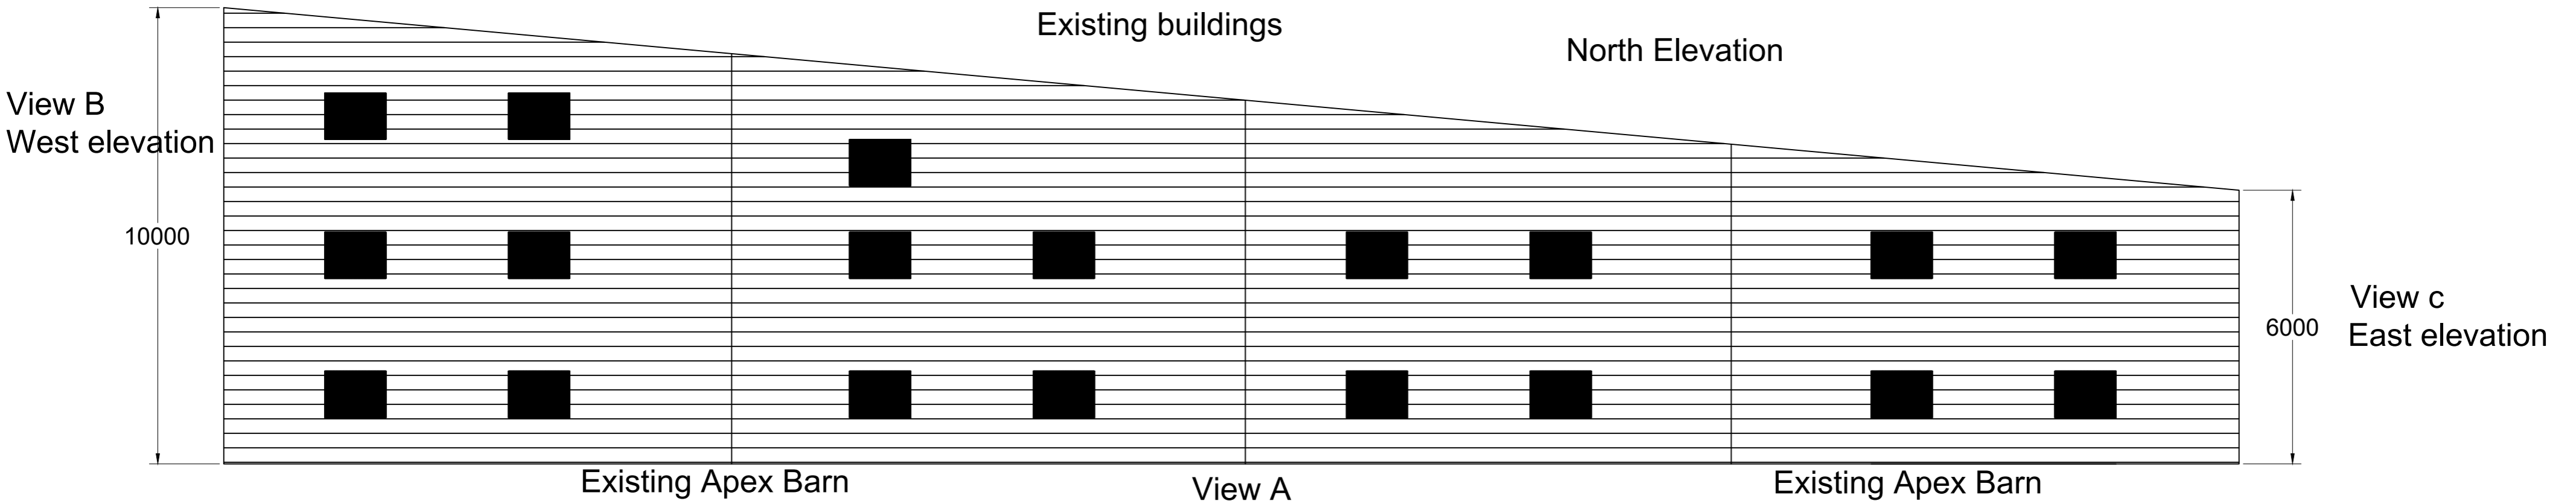 Existing buildings
North Elevation
View B
West elevation
10000
View c
6000
East elevation
Existing Apex Barn
View A
Existing Apex Barn